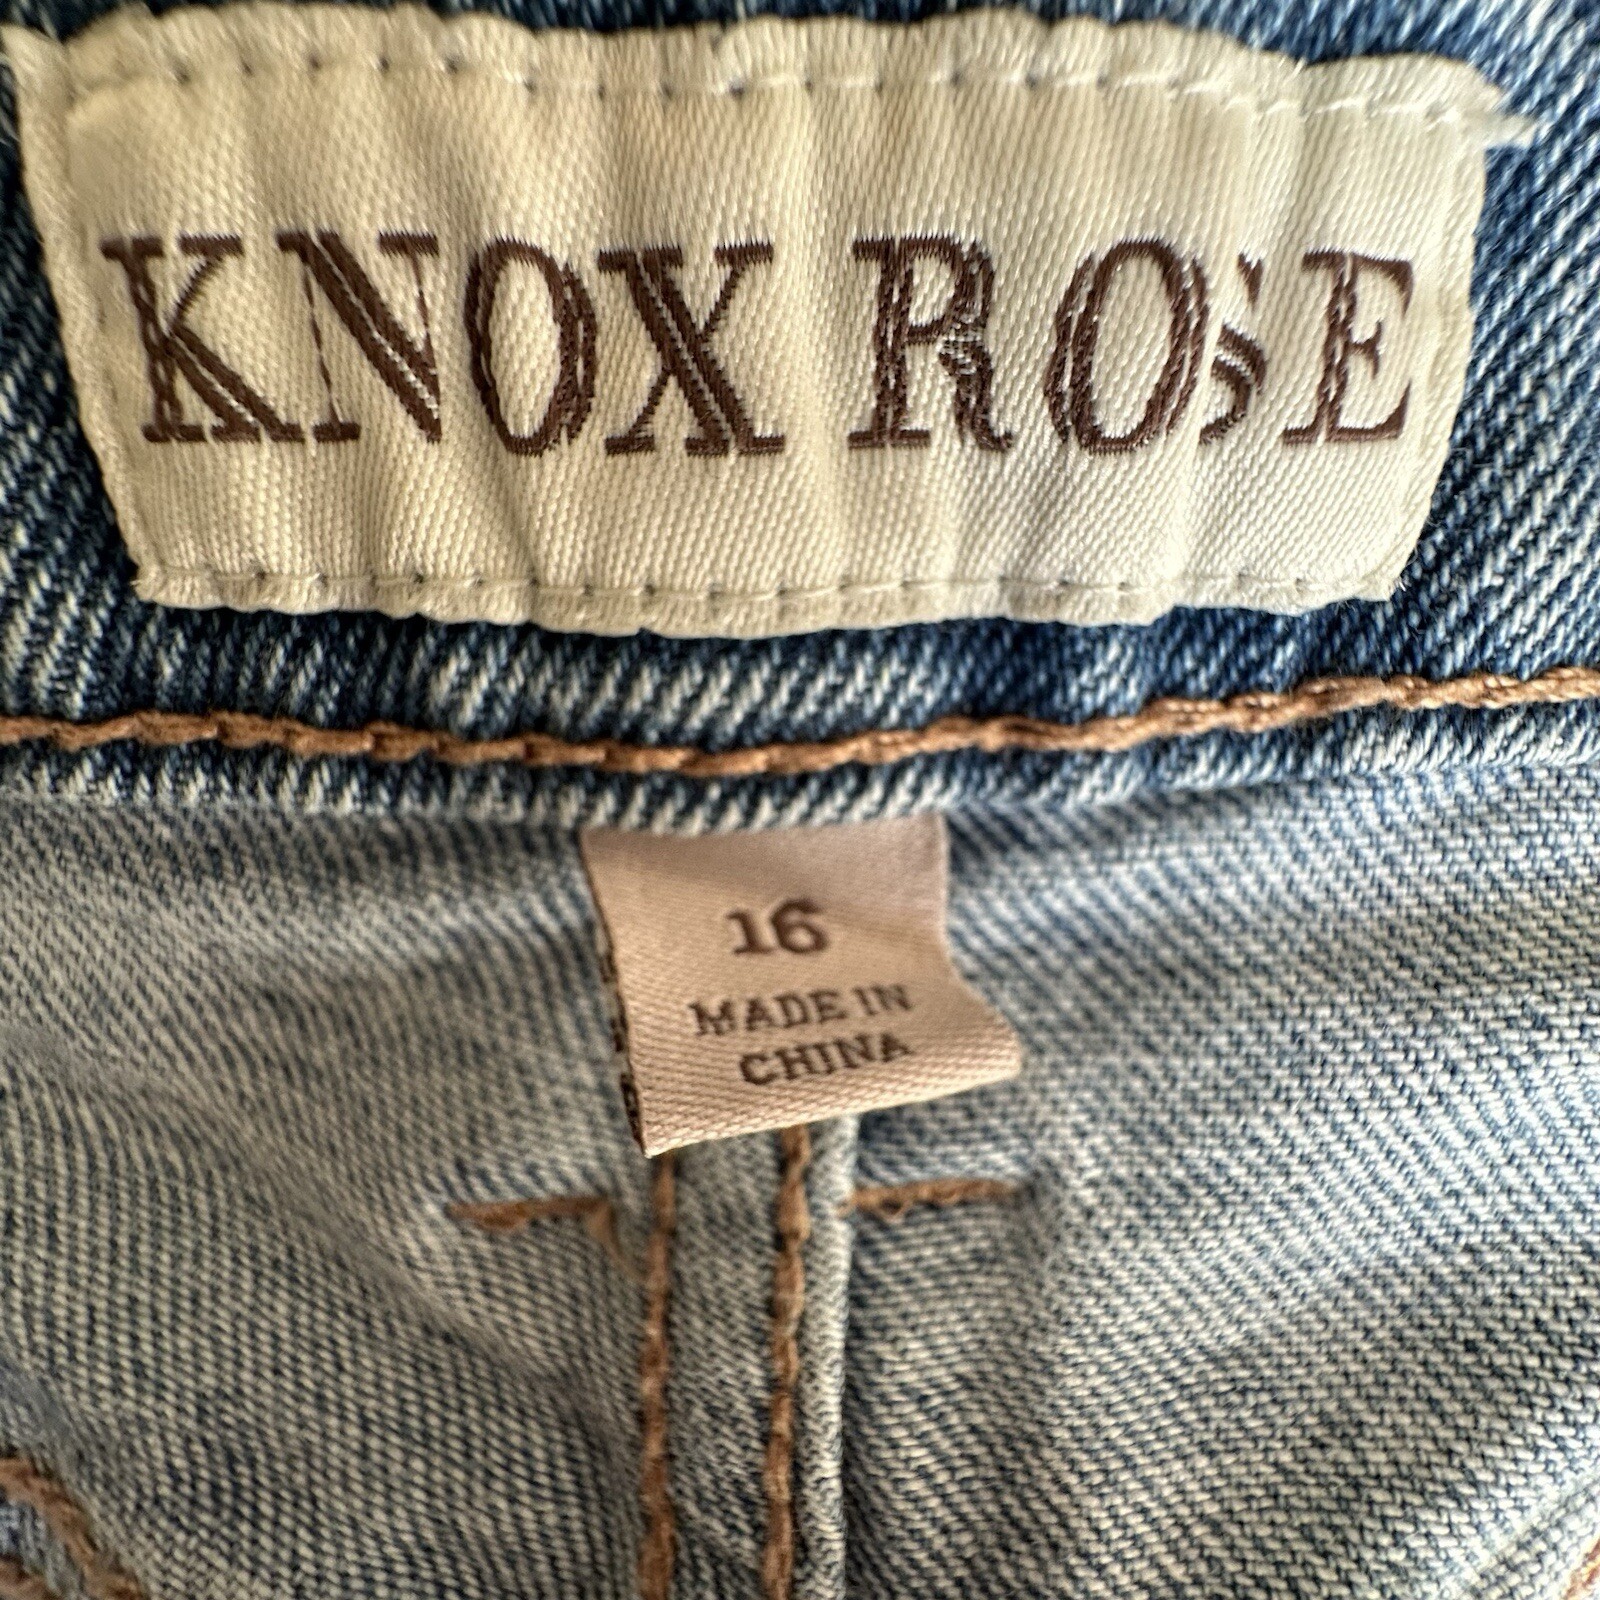 KNOX ROSE
16
MADE IN
CHINA